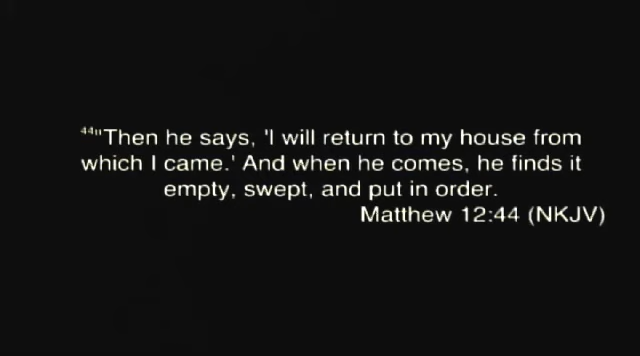 44"Then he says, 'I will return to my house from
which I came.' And when he comes, he finds it
empty, swept, and put in order.
Matthew 12:44 (NKJV)